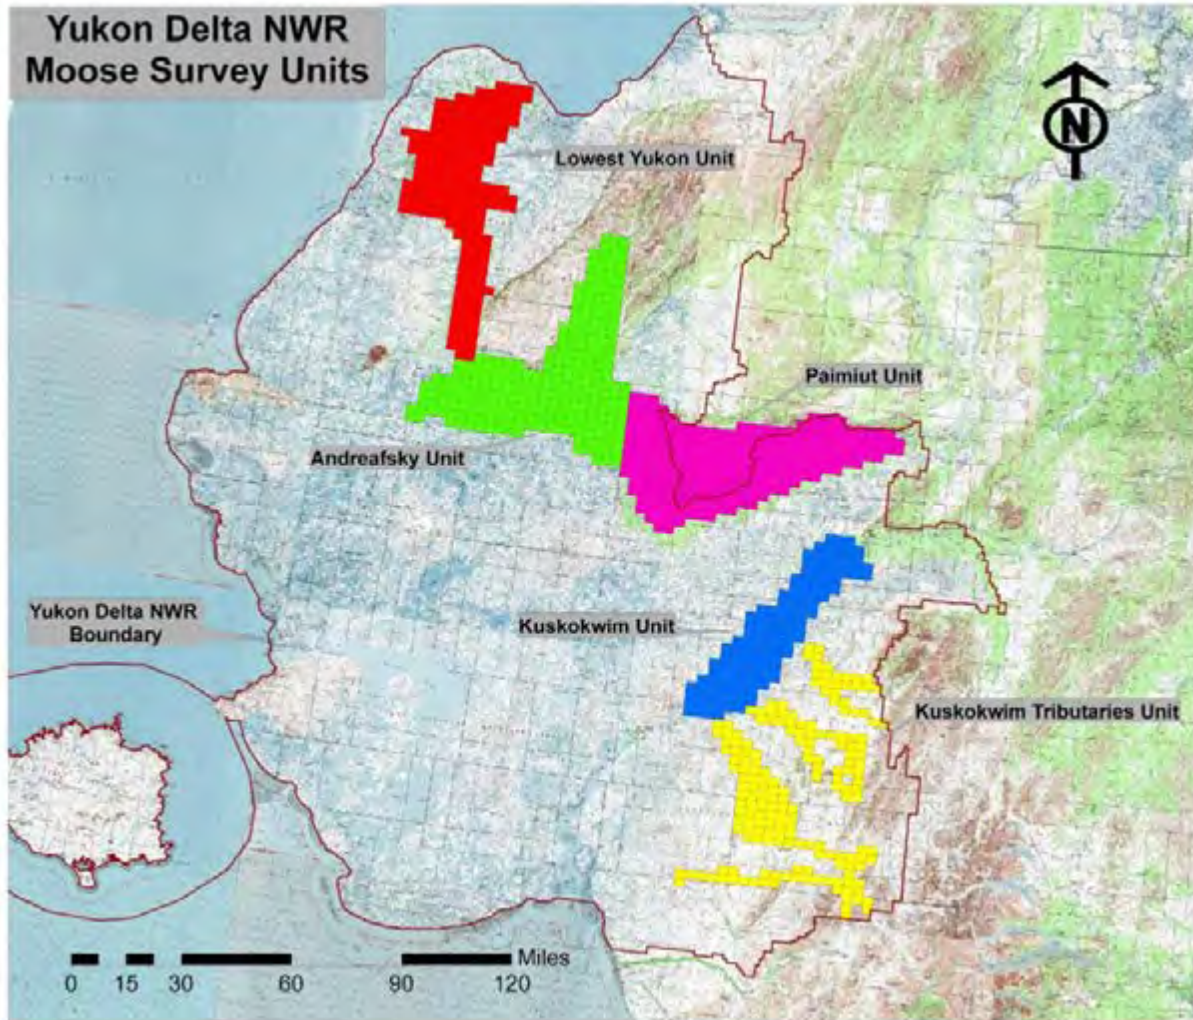 Yukon Delta NWR
Moose Survey Units
N
Lowest Yukon Unit
Paimiut Unit
Andreafsky Unit
Yukon Delta NWR
Boundary
Kuskokwim Unit
Kuskokwim Tributaries Unit
Miles
0 15 30 60 90 120